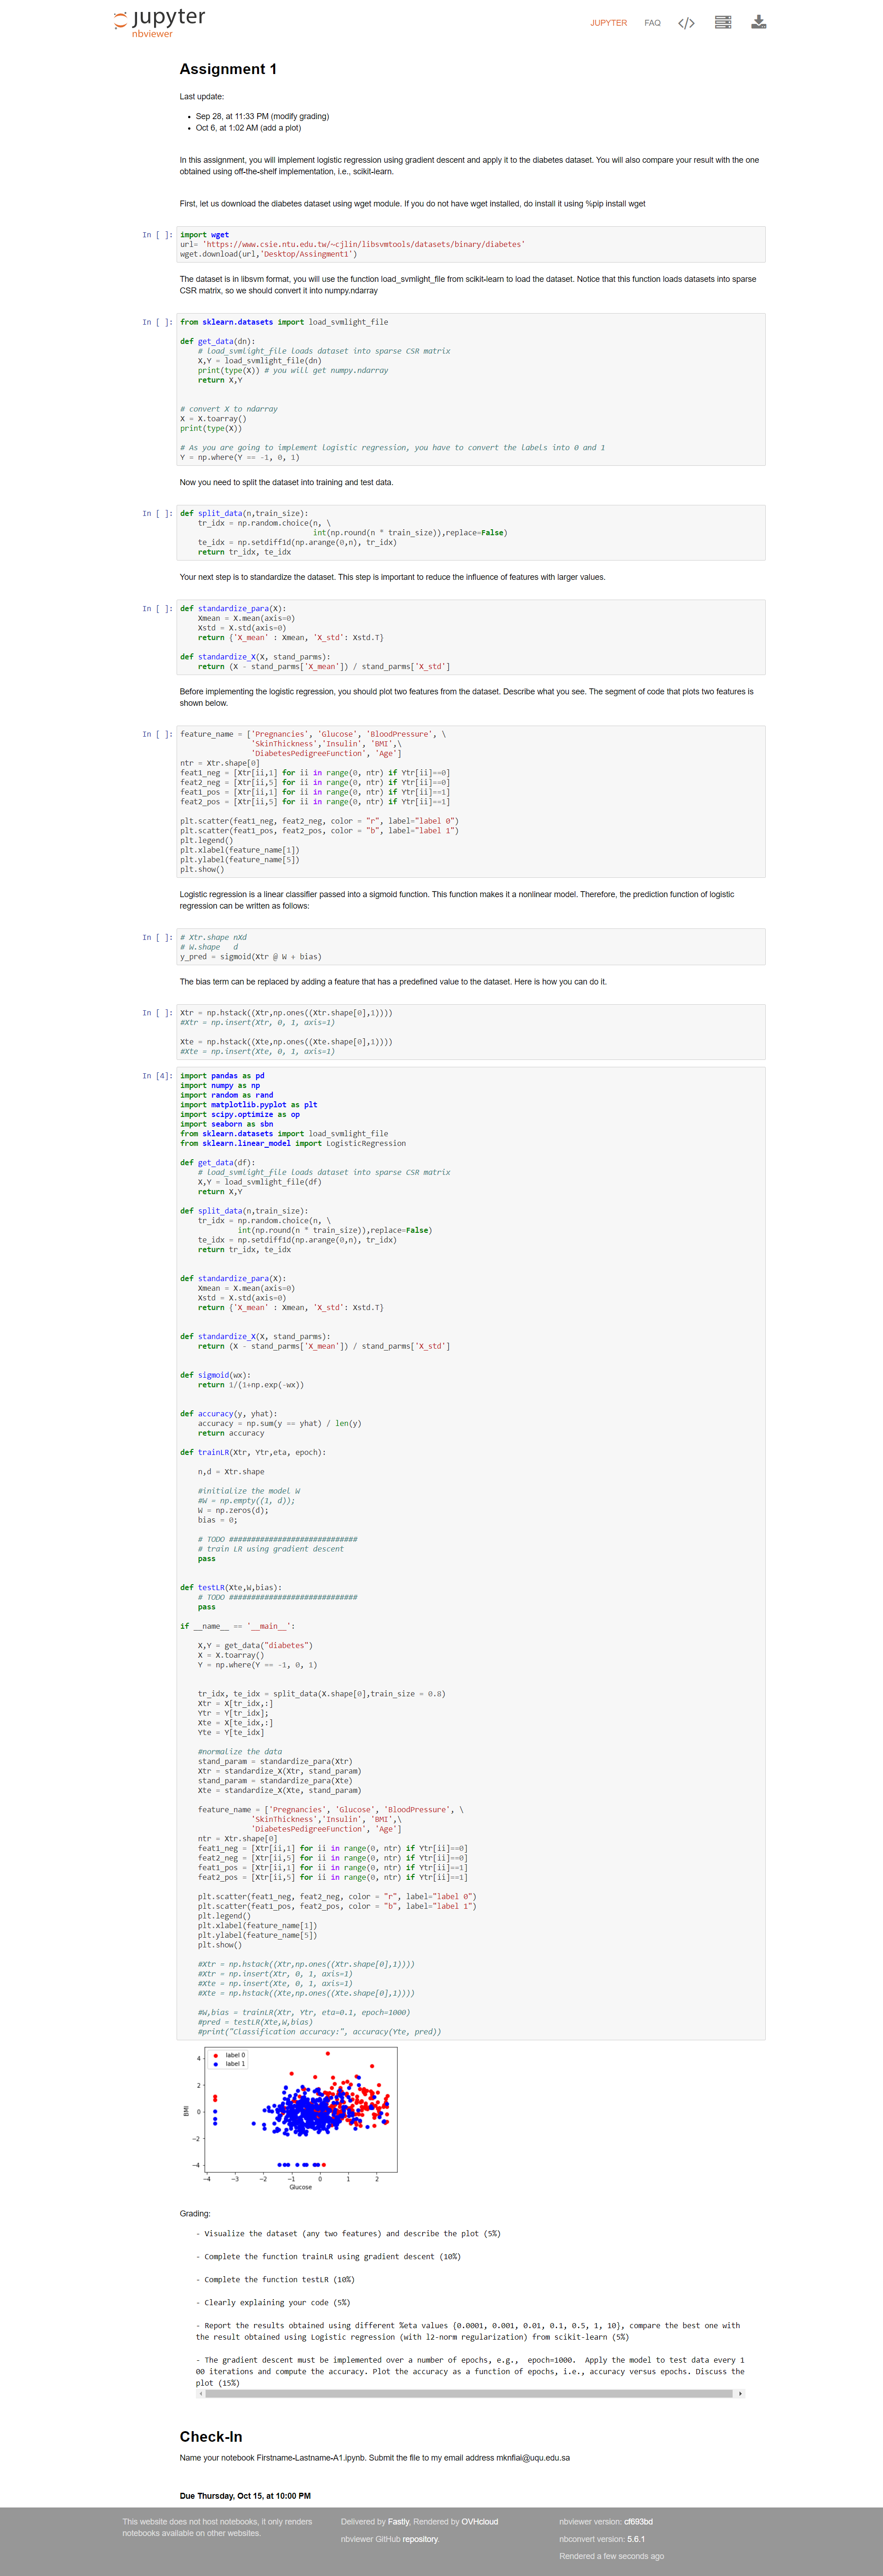 jupyter
nbviewer
JUPYTER FAQ </>
Assignment 1
Last update:
• Sep 28, at 11:33 PM (modify grading)
• Oct 6, at 1:02 AM (add a plot)
In this assignment, you will implement logistic regression using gradient descent and apply it to the diabetes dataset. You will also compare your result with the one
obtained using off-the-shelf implementation, i.e., scikit-learn.
First, let us download the diabetes dataset using wget module. If you do not have wget installed, do install it using %pip install wget
In [ ]: import wget
url= 'https://www.csie.ntu.edu.tw/~cjlin/libsvmtools/datasets/binary/diabetes'
wget.download(url,'Desktop/Assingment1')
The dataset is in libsvm format, you will use the function load_svmlight_file from scikit-learn to load the dataset. Notice that this function loads datasets into sparse
CSR matrix, so we should convert it into numpy.ndarray
In [ ]: from sklearn.datasets import load_svmlight_file
def get_data(dn):
# load_svmlight_file loads dataset into sparse CSR matrix
X,Y = load_svmlight_file(dn)
print(type(X)) # you will get numpy.ndarray
return X,Y
# convert X to ndarray
X = X.toarray()
print(type(X))
# As you are going to implement logistic regression, you have to convert the labels into 0 and 1
Y = np.where(Y == -1, 0, 1)
Now you need to split the dataset into training and test data.
In [ ]: def split_data(n,train_size):
tr_idx = np.random.choice(n, \
int(np.round(n * train_size)),replace=False)
te_idx = np.setdiff1d(np.arange(0,n), tr_idx)
return tr_idx, te_idx
Your next step is to standardize the dataset. This step is important to reduce the influence of features with larger values.
In [ ]: def standardize_para(X):
Xmean = X.mean(axis=0)
Xstd = X.std(axis=0)
return {'X_mean' : Xmean, 'X_std': Xstd.T}
def standardize_X(X, stand_parms):
return (X - stand_parms['X_mean']) / stand_parms['X_std']
Before implementing the logistic regression, you should plot two features from the dataset. Describe what you see. The segment of code that plots two features is
shown below.
In [ ]: feature_name = ['Pregnancies', 'Glucose', 'BloodPressure', \
'SkinThickness','Insulin', 'BMI',\
'DiabetesPedigreeFunction', 'Age']
ntr = Xtr.shape[0]
feat1_neg = [Xtr[ii,1] for ii in range(0, ntr) if Ytr[ii]==0]
feat2_neg = [Xtr[ii,5] for ii in range(0, ntr) if Ytr[ii]==0]
feat1_pos = [Xtr[ii,1] for ii in range(0, ntr) if Ytr[ii]==1]
feat2_pos = [Xtr[ii,5] for ii in range(0, ntr) if Ytr[ii]==1]
plt.scatter(feat1_neg, feat2_neg, color = "r", label="label 0")
plt.scatter(feat1_pos, feat2_pos, color = "b", label="label 1")
plt.legend()
plt.xlabel(feature_name[1])
plt.ylabel(feature_name[5])
plt.show()
Logistic regression is a linear classifier passed into a sigmoid function. This function makes it a nonlinear model. Therefore, the prediction function of logistic
regression can be written as follows:
In [ ]: # Xtr.shape nXd
# W.shape d
y_pred = sigmoid(Xtr @ W + bias)
The bias term can be replaced by adding a feature that has a predefined value to the dataset. Here is how you can do it.
In [ ]: Xtr = np.hstack((Xtr,np.ones((Xtr.shape[0],1))))
#Xtr = np.insert(Xtr, 0, 1, axis=1)
Xte = np.hstack((Xte,np.ones((Xte.shape[0],1))))
#Xte = np.insert(Xte, 0, 1, axis=1)
In [4]: import pandas as pd
import numpy as np
import random as rand
import matplotlib.pyplot as plt
import scipy.optimize as op
import seaborn as sbn
from sklearn.datasets import load_svmlight_file
from sklearn.linear_model import LogisticRegression
def get_data(df):
# load_svmlight_file loads dataset into sparse CSR matrix
X,Y = load_svmlight_file(df)
return X,Y
def split_data(n,train_size):
tr_idx = np.random.choice(n, \
int(np.round(n * train_size)),replace=False)
te_idx = np.setdiff1d(np.arange(0,n), tr_idx)
return tr_idx, te_idx
def standardize_para(X):
Xmean = X.mean(axis=0)
Xstd = X.std(axis=0)
return {'X_mean' : Xmean, 'X_std': Xstd.T}
def standardize_X(X, stand_parms):
return (X - stand_parms['X_mean']) / stand_parms['X_std']
def sigmoid(wx):
return 1/(1+np.exp(-wx))
def accuracy(y, yhat):
accuracy = np.sum(y == yhat) / len(y)
return accuracy
def trainLR(Xtr, Ytr,eta, epoch):
n,d = Xtr.shape
#initialize the model W
#W = np.empty((1, d));
W = np.zeros(d);
bias = 0;
# TODO #############################
# train LR using gradient descent
pass
def testLR(Xte,W,bias):
# TODO #############################
pass
if __name__ == '__main__':
X,Y = get_data("diabetes")
X = X.toarray()
Y = np.where(Y == -1, 0, 1)
tr_idx, te_idx = split_data(X.shape[0],train_size = 0.8)
Xtr = X[tr_idx,:]
Ytr = Y[tr_idx];
Xte = X[te_idx,:]
Yte = Y[te_idx]
#normalize the data
stand_param = standardize_para(Xtr)
Xtr = standardize_X(Xtr, stand_param)
stand_param = standardize_para(Xte)
Xte = standardize_X(Xte, stand_param)
feature_name = ['Pregnancies', 'Glucose', 'BloodPressure', \
'SkinThickness','Insulin', 'BMI',\
'DiabetesPedigreeFunction', 'Age']
ntr = Xtr.shape[0]
feat1_neg = [Xtr[ii,1] for ii in range(0, ntr) if Ytr[ii]==0]
feat2_neg = [Xtr[ii,5] for ii in range(0, ntr) if Ytr[ii]==0]
feat1_pos = [Xtr[ii,1] for ii in range(0, ntr) if Ytr[ii]==1]
feat2_pos = [Xtr[ii,5] for ii in range(0, ntr) if Ytr[ii]==1]
plt.scatter(feat1_neg, feat2_neg, color = "r", label="label 0")
plt.scatter(feat1_pos, feat2_pos, color = "b", label="label 1")
plt.legend()
plt.xlabel(feature_name[1])
plt.ylabel(feature_name[5])
plt.show()
#Xtr = np.hstack((Xtr,np.ones((Xtr.shape[0],1))))
#Xtr = np.insert(Xtr, 0, 1, axis=1)
#Xte = np.insert(Xte, 0, 1, axis=1)
#Xte = np.hstack((Xte,np.ones((Xte.shape[0],1))))
#W,bias = trainLR(Xtr, Ytr, eta=0.1, epoch=1000)
#pred = testLR(Xte,W,bias)
#print("Classification accuracy:", accuracy(Yte, pred))
label 0
label 1
4
2
0
−2
−4
BMI
−4 −3 −2 −1 0 1 2
Glucose
Grading:
- Visualize the dataset (any two features) and describe the plot (5%)
- Complete the function trainLR using gradient descent (10%)
- Complete the function testLR (10%)
- Clearly explaining your code (5%)
- Report the results obtained using different %eta values {0.0001, 0.001, 0.01, 0.1, 0.5, 1, 10}, compare the best one with
the result obtained using Logistic regression (with l2-norm regularization) from scikit-learn (5%)
- The gradient descent must be implemented over a number of epochs, e.g., epoch=1000. Apply the model to test data every 1
00 iterations and compute the accuracy. Plot the accuracy as a function of epochs, i.e., accuracy versus epochs. Discuss the
plot (15%)
Check-In
Name your notebook Firstname-Lastname-A1.ipynb. Submit the file to my email address mknfiai@uqu.edu.sa
Due Thursday, Oct 15, at 10:00 PM
This website does not host notebooks, it only renders
notebooks available on other websites.
Delivered by Fastly, Rendered by OVHcloud
nbviewer GitHub repository.
nbviewer version: cf693bd
nbconvert version: 5.6.1
Rendered a few seconds ago